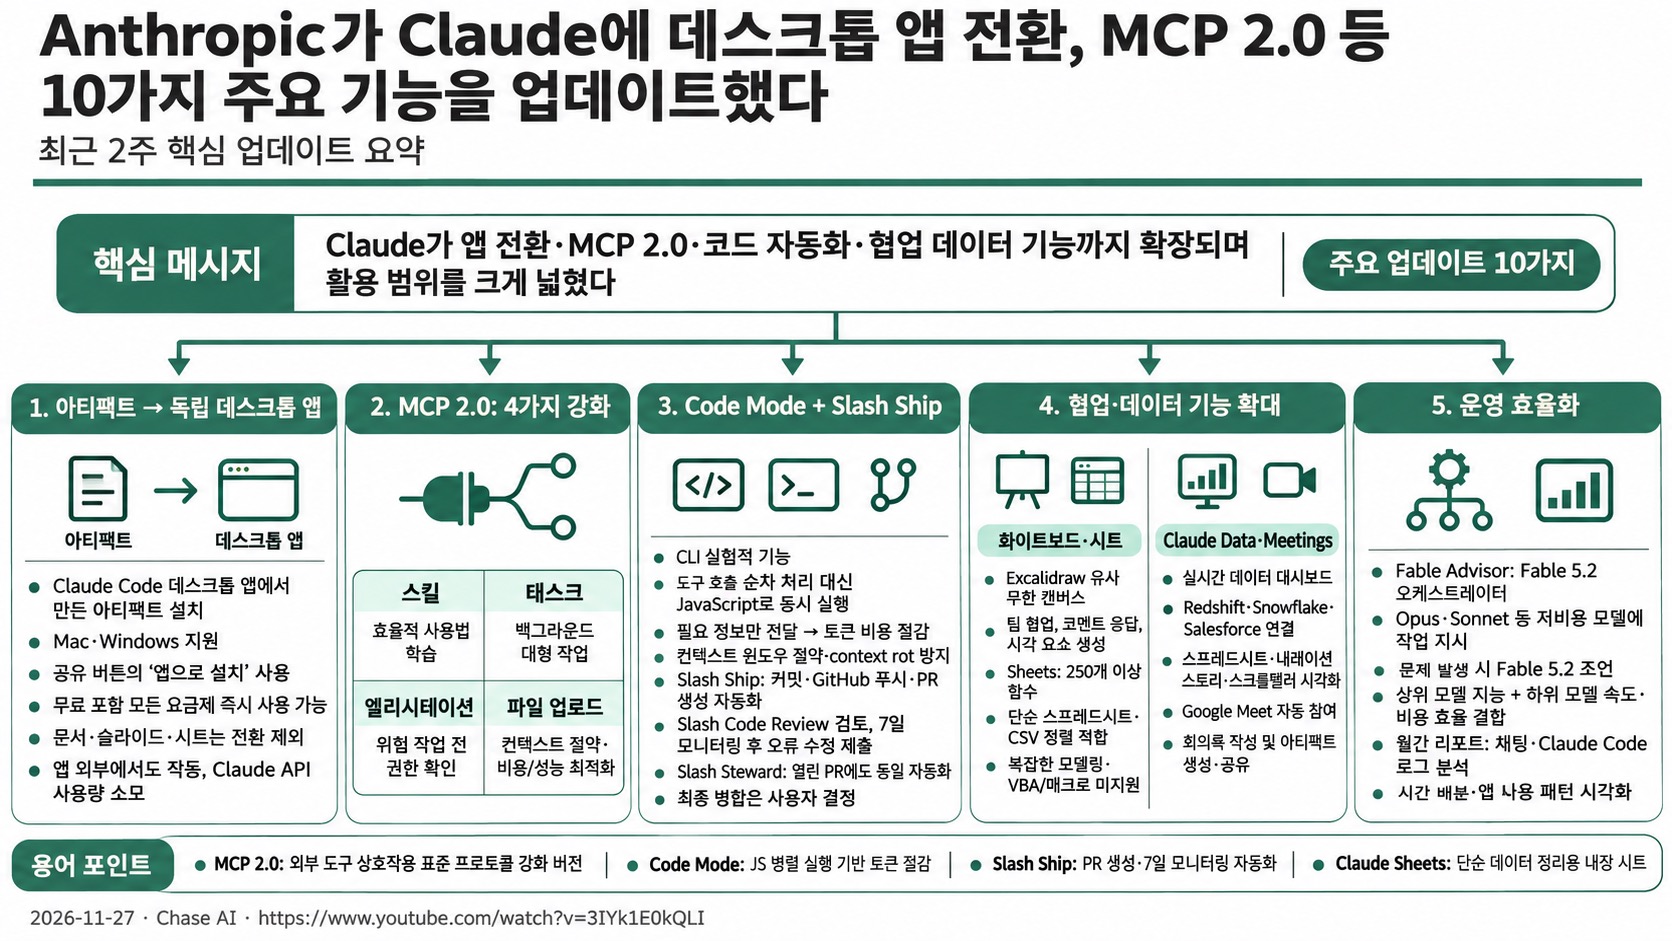 Anthropic가 Claude에 데스크톱 앱 전환, MCP 2.0 등
10가지 주요 기능을 업데이트했다
최근 2주 핵심 업데이트 요약
핵심 메시지
Claude가 앱 전환·MCP 2.0·코드 자동화·협업 데이터 기능까지 확장되며
활용 범위를 크게 넓혔다
주요 업데이트 10가지
1. 아티팩트 → 독립 데스크톱 앱
아티팩트
데스크톱 앱
Claude Code 데스크톱 앱에서
만든 아티팩트 설치
Mac·Windows 지원
공유 버튼의 ‘앱으로 설치’ 사용
무료 포함 모든 요금제 즉시 사용 가능
문서·슬라이드·시트는 전환 제외
앱 외부에서도 작동, Claude API
사용량 소모
2. MCP 2.0: 4가지 강화
스킬
효율적 사용법
학습
태스크
백그라운드
대형 작업
엘리시테이션
위험 작업 전
권한 확인
파일 업로드
컨텍스트 절약·
비용/성능 최적화
3. Code Mode + Slash Ship
</>
>_
CLI 실험적 기능
도구 호출 순차 처리 대신
JavaScript로 동시 실행
필요 정보만 전달 → 토큰 비용 절감
컨텍스트 윈도우 절약·context rot 방지
Slash Ship: 커밋·GitHub 푸시·PR
생성 자동화
Slash Code Review 검토, 7일
모니터링 후 오류 수정 제출
Slash Steward: 열린 PR에도 동일 자동화
최종 병합은 사용자 결정
4. 협업·데이터 기능 확대
화이트보드·시트
Excalidraw 유사
무한 캔버스
팀 협업, 코멘트 응답,
시각 요쇼 생성
Sheets: 250개 이상
함수
단순 스프레드시트·
CSV 정렬 적합
복잡한 모델링·
VBA/매크로 미지원
Claude Data·Meetings
실시간 데이터 대시보드
Redshift·Snowflake·
Salesforce 연결
스프레드시트·내래이션
스토리·스크롤텔러 시각화
Google Meet 자동 참여
회의록 작성 및 아티팩트
생성·공유
5. 운영 효율화
Fable Advisor: Fable 5.2
오케스트레이터
Opus·Sonnet 동 저비용 모델에
작업 지시
문제 발생 시 Fable 5.2 조언
상위 모델 지능 + 하위 모델 속도·
비용 효율 결합
월간 리포트: 채팅·Claude Code
로그 분석
시간 배분·앱 사용 패턴 시각화
용어 포인트
MCP 2.0: 외부 도구 상호작용 표준 프로토콜 강화 버전
Code Mode: JS 병렬 실행 기반 토큰 절감
Slash Ship: PR 생성·7일 모니터링 자동화
Claude Sheets: 단순 데이터 정리용 내장 시트
2026-11-27 · Chase AI · https://www.youtube.com/watch?v=3IYk1E0kQLI